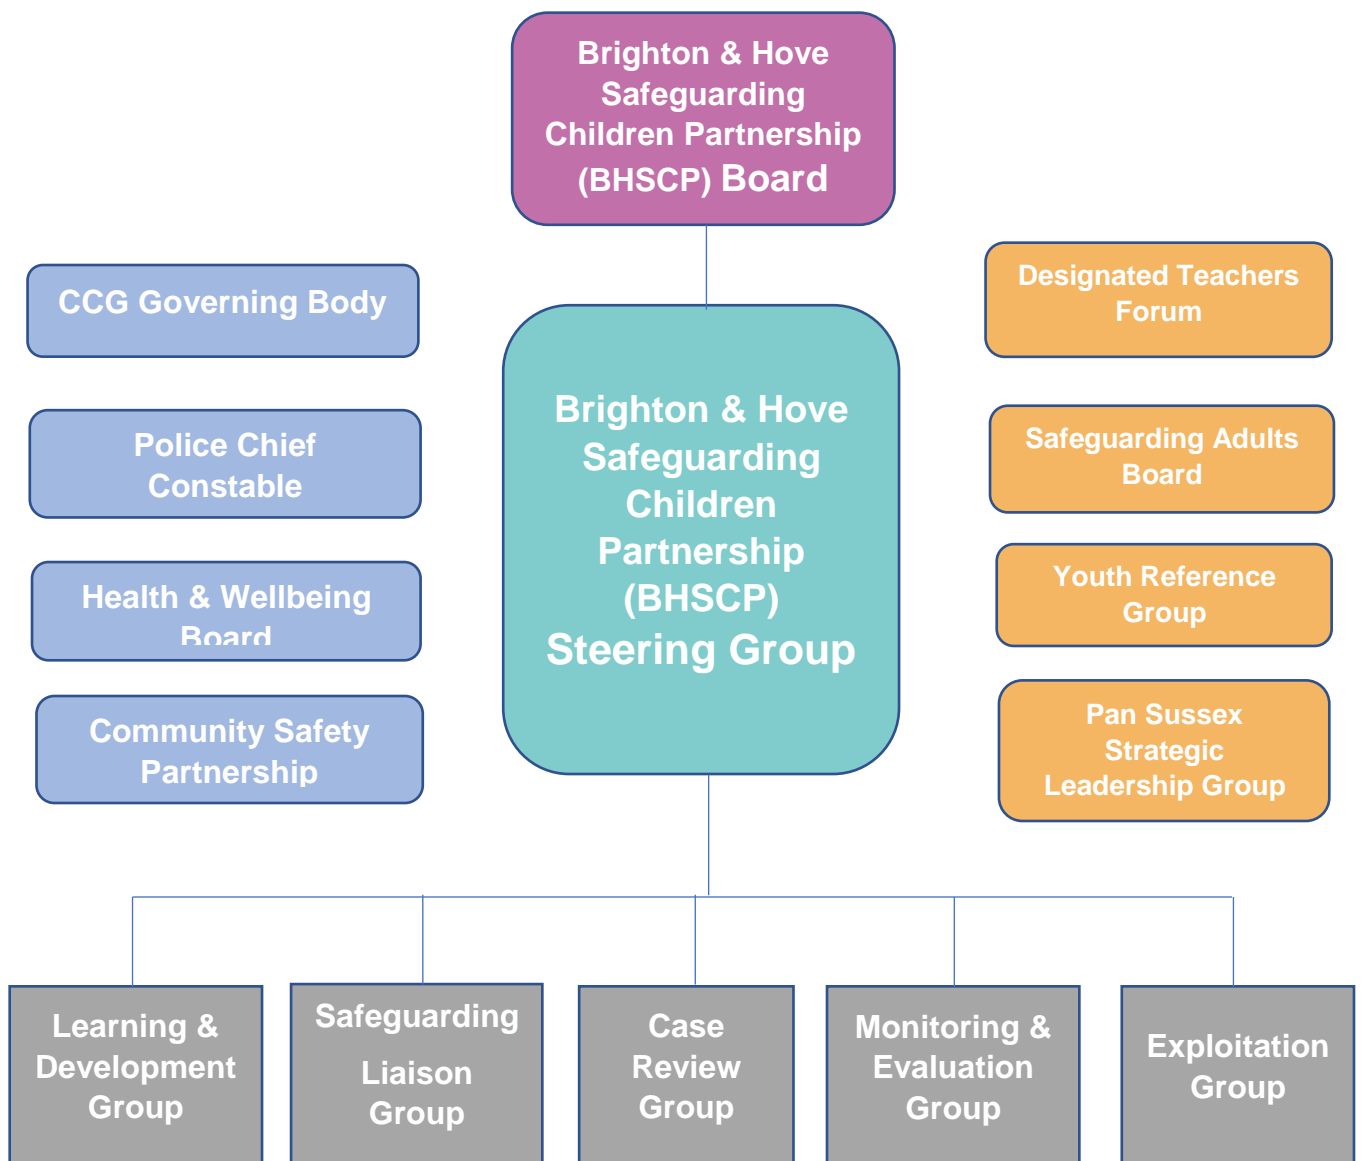 Brighton & Hove
Safeguarding
Children Partnership
(BHSCP) Board
CCG Governing Body
Police Chief
Constable
Health & Wellbeing
Board
Community Safety
Partnership
Brighton & Hove
Safeguarding
Children
Partnership
(BHSCP)
Steering Group
Designated Teachers
Forum
Safeguarding Adults
Board
Youth Reference
Group
Pan Sussex
Strategic
Leadership Group
Learning &
Development
Group
Safeguarding
Liaison
Group
Case
Review
Group
Monitoring &
Evaluation
Group
Exploitation
Group